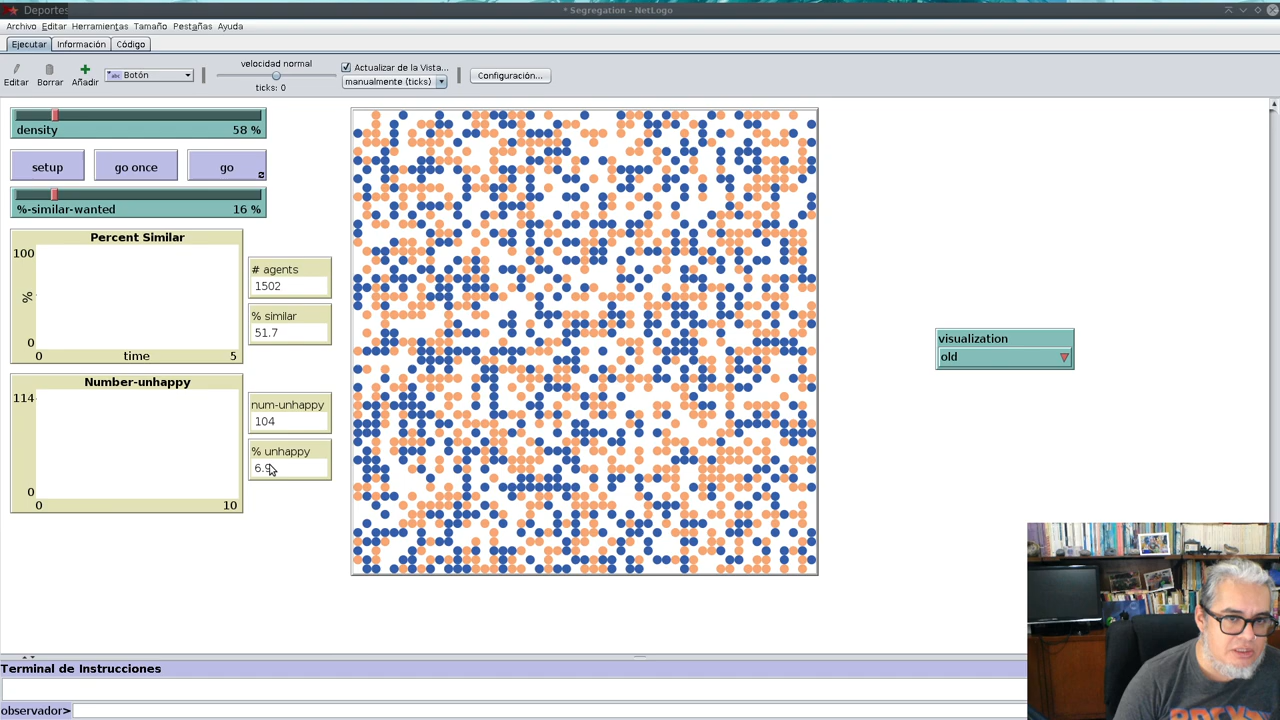 Deportes
* Segregation - NetLogo
Archivo Editar Herramientas Tamaño Pestañas Ayuda
Ejecutar Información Código
velocidad normal
Actualizar de la Vista...
Editar Borrar Añadir
abc Botón
manualmente (ticks)
Configuración...
ticks: 0
density 58 %
setup go once go
%-similar-wanted 16 %
Percent Similar
100
%
0
0 time 5
# agents
1502
% similar
51.7
visualization
old
Number-unhappy
114
0
0 10
num-unhappy
104
% unhappy
Terminal de Instrucciones
observador>